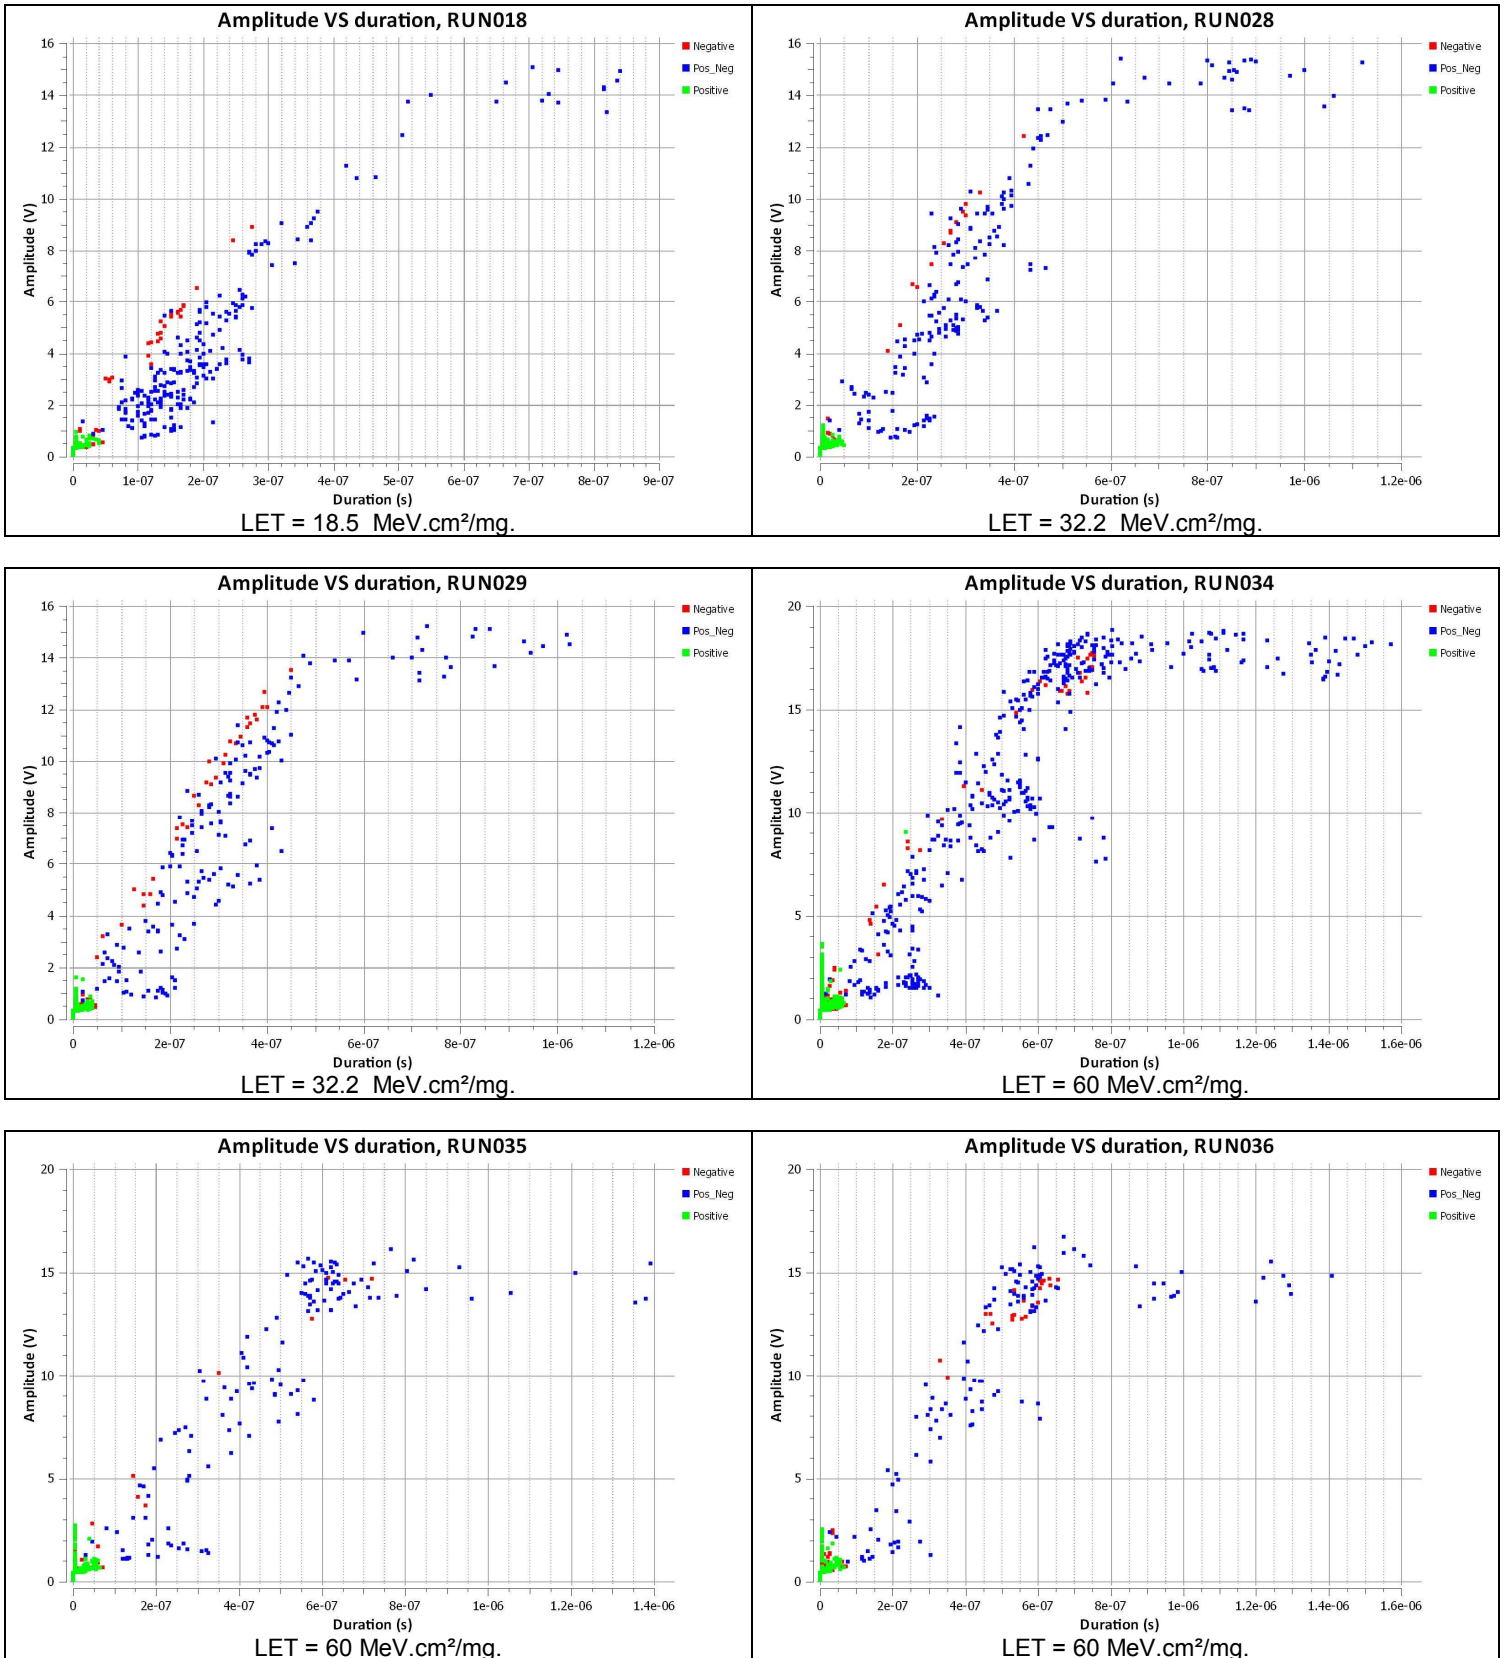 Amplitude VS duration, RUN018
16
14
12
10
8
6
4
2
0
Amplitude (V)
Negative
Pos_Neg
Positive
0 1e-07 2e-07 3e-07 4e-07 5e-07 6e-07 7e-07 8e-07 9e-07
Duration (s)
LET = 18.5 MeV.cm²/mg.
Amplitude VS duration, RUN028
16
14
12
10
8
6
4
2
0
Amplitude (V)
Negative
Pos_Neg
Positive
0 2e-07 4e-07 6e-07 8e-07 1e-06 1.2e-06
Duration (s)
LET = 32.2 MeV.cm²/mg.
Amplitude VS duration, RUN029
16
14
12
10
8
6
4
2
0
Amplitude (V)
Negative
Pos_Neg
Positive
0 2e-07 4e-07 6e-07 8e-07 1e-06 1.2e-06
Duration (s)
LET = 32.2 MeV.cm²/mg.
Amplitude VS duration, RUN034
20
15
10
5
0
Amplitude (V)
Negative
Pos_Neg
Positive
0 2e-07 4e-07 6e-07 8e-07 1e-06 1.2e-06 1.4e-06 1.6e-06
Duration (s)
LET = 60 MeV.cm²/mg.
Amplitude VS duration, RUN035
20
15
10
5
0
Amplitude (V)
Negative
Pos_Neg
Positive
0 2e-07 4e-07 6e-07 8e-07 1e-06 1.2e-06 1.4e-06
Duration (s)
LET = 60 MeV.cm²/mg.
Amplitude VS duration, RUN036
20
15
10
5
0
Amplitude (V)
Negative
Pos_Neg
Positive
0 2e-07 4e-07 6e-07 8e-07 1e-06 1.2e-06 1.4e-06 1.6e-06
Duration (s)
LET = 60 MeV.cm²/mg.